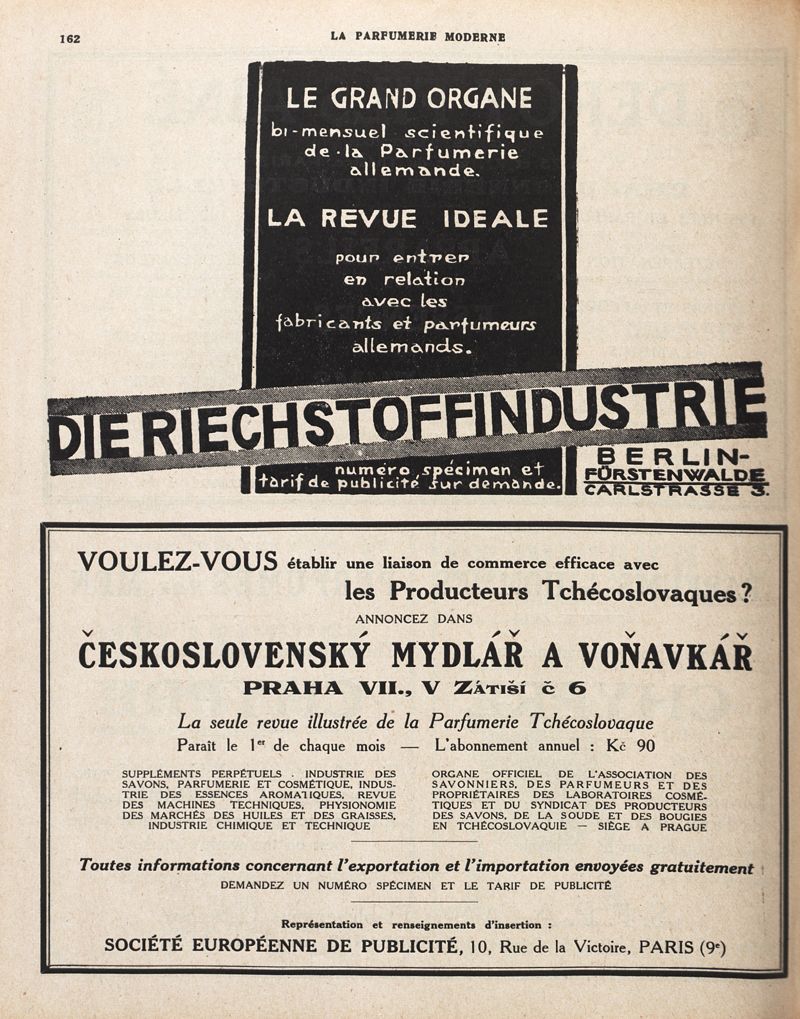 162
LA PARFUMERIE MODERNE
LE GRAND ORGANE
bi-mensuel scientifique
de·la Parfumerie
allemande.
LA REVUE IDEALE
pour entrer
en relation
avec les
fabricants et parfumeurs
allemands.
DIE RIECHSTOFFINDUSTRIE
BERLIN-
FÜRSTENWALDE
CARLSTRASSE 3.
numéro spéciman et
tarif de publicité sur demande.
VOULEZ-VOUS établir une liaison de commerce efficace avec
les Producteurs Tchécoslovaques?
ANNONCEZ DANS
ČESKOSLOVENSKÝ MYDLÁŘ A VOŇAVKÁŘ
PRAHA VII., V ZÁTIŠÍ č 6
La seule revue illustrée de la Parfumerie Tchécoslovaque
Paraît le 1er de chaque mois — L'abonnement annuel : Kč 90
SUPPLÉMENTS PERPÉTUELS · INDUSTRIE DES
SAVONS, PARFUMERIE ET COSMÉTIQUE, INDUS-
TRIE DES ESSENCES AROMATIQUES, REVUE
DES MACHINES TECHNIQUES, PHYSIONOMIE
DES MARCHÉS DES HUILES ET DES GRAISSES,
INDUSTRIE CHIMIQUE ET TECHNIQUE
ORGANE OFFICIEL DE L'ASSOCIATION DES
SAVONNIERS, DES PARFUMEURS ET DES
PROPRIÉTAIRES DES LABORATOIRES COSMÉ-
TIQUES ET DU SYNDICAT DES PRODUCTEURS
DES SAVONS, DE LA SOUDE ET DES BOUGIES
EN TCHÉCOSLOVAQUIE — SIÈGE A PRAGUE
Toutes informations concernant l'exportation et l'importation envoyées gratuitement
DEMANDEZ UN NUMÉRO SPÉCIMEN ET LE TARIF DE PUBLICITÉ
Représentation et renseignements d'insertion :
SOCIÉTÉ EUROPÉENNE DE PUBLICITÉ, 10, Rue de la Victoire, PARIS (9e)